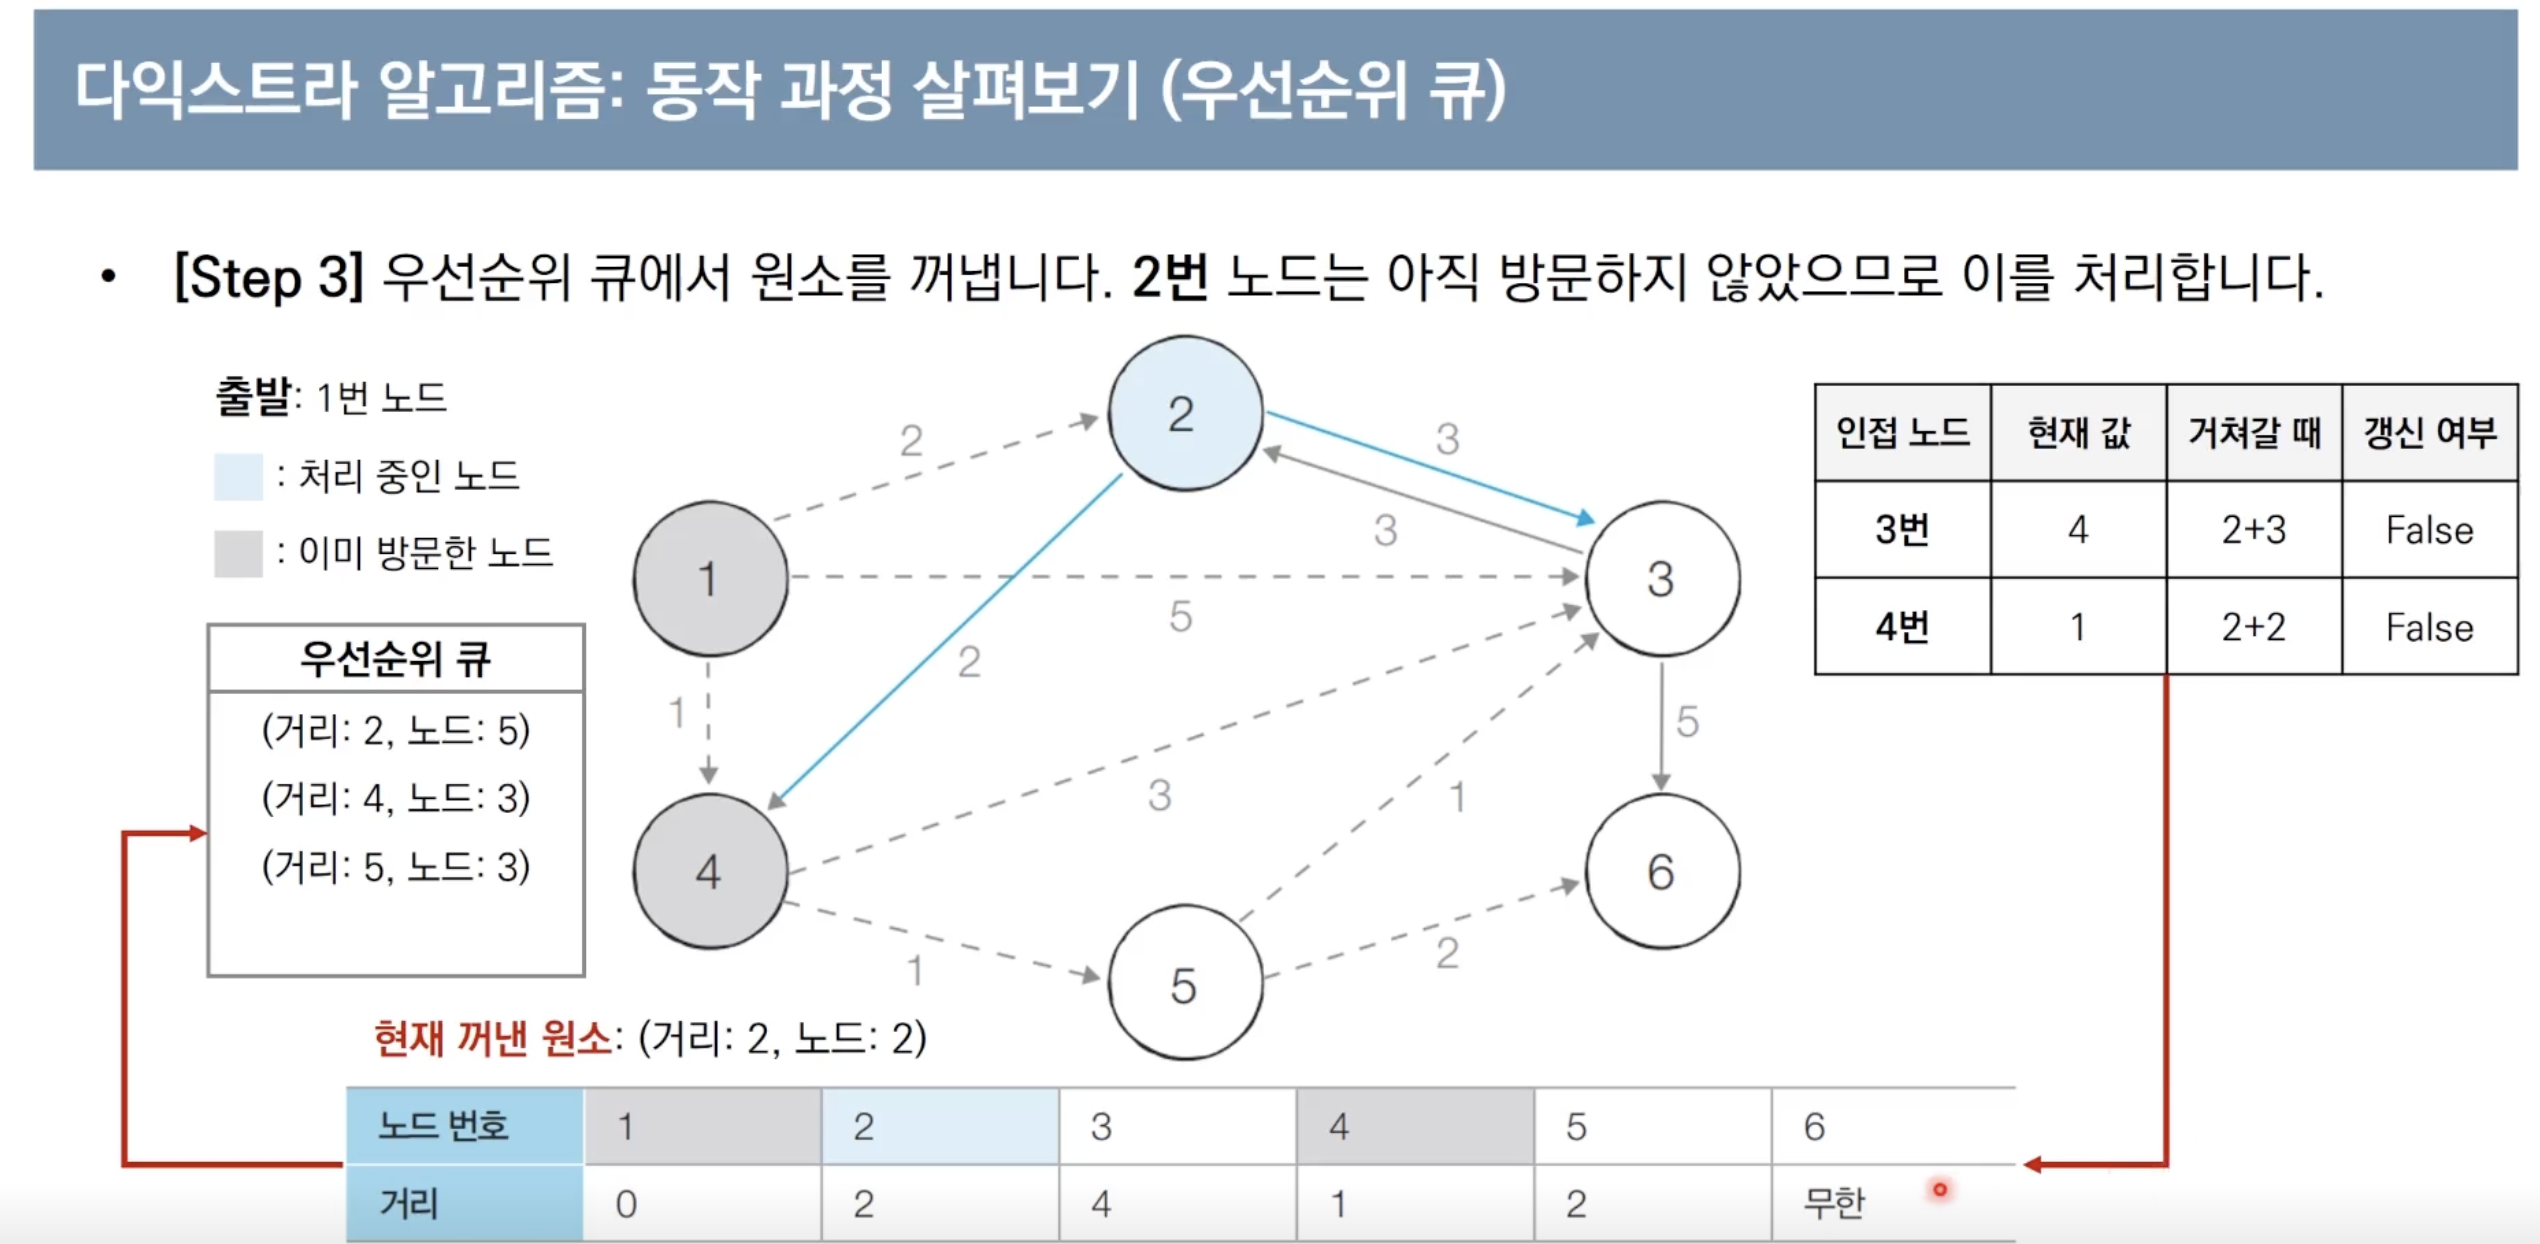 다익스트라 알고리즘: 동작 과정 살펴보기 (우선순위 큐)
• [Step 3] 우선순위 큐에서 원소를 꺼냅니다. 2번 노드는 아직 방문하지 않았으므로 이를 처리합니다.
출발: 1번 노드
: 처리 중인 노드
: 이미 방문한 노드
우선순위 큐
(거리: 2, 노드: 5)
(거리: 4, 노드: 3)
(거리: 5, 노드: 3)
2
2
3
3
1
5
3
2
1
5
3
1
4
6
1
2
5
인접 노드 현재 값 거쳐갈 때 갱신 여부
3번 4 2+3 False
4번 1 2+2 False
현재 꺼낸 원소: (거리: 2, 노드: 2)
노드 번호 1 2 3 4 5 6
거리 0 2 4 1 2 무한